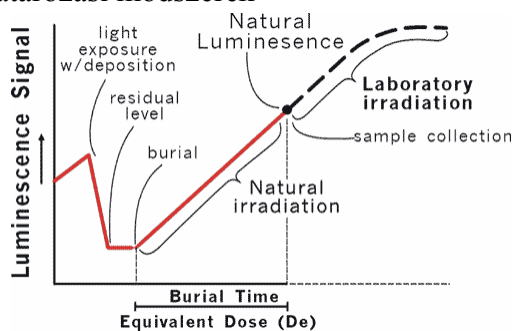 Natural
Luminesence
light
exposure
w/deposition
residual
level
burial
Laboratory
irradiation
sample collection
Natural
irradiation
Luminescence Signal
Burial Time
Equivalent Dose (De)